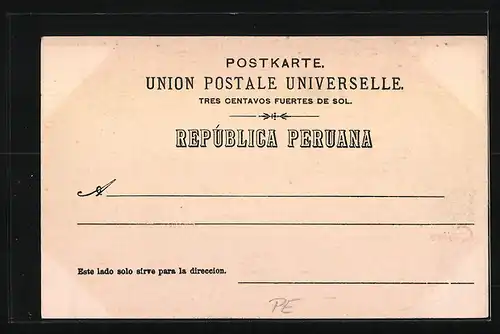 POSTKARTE.
UNION POSTALE UNIVERSELLE.
TRES CENTAVOS FUERTES DE SOL.
REPÚBLICA PERUANA
A
Este lado solo sirve para la direccion.
PE